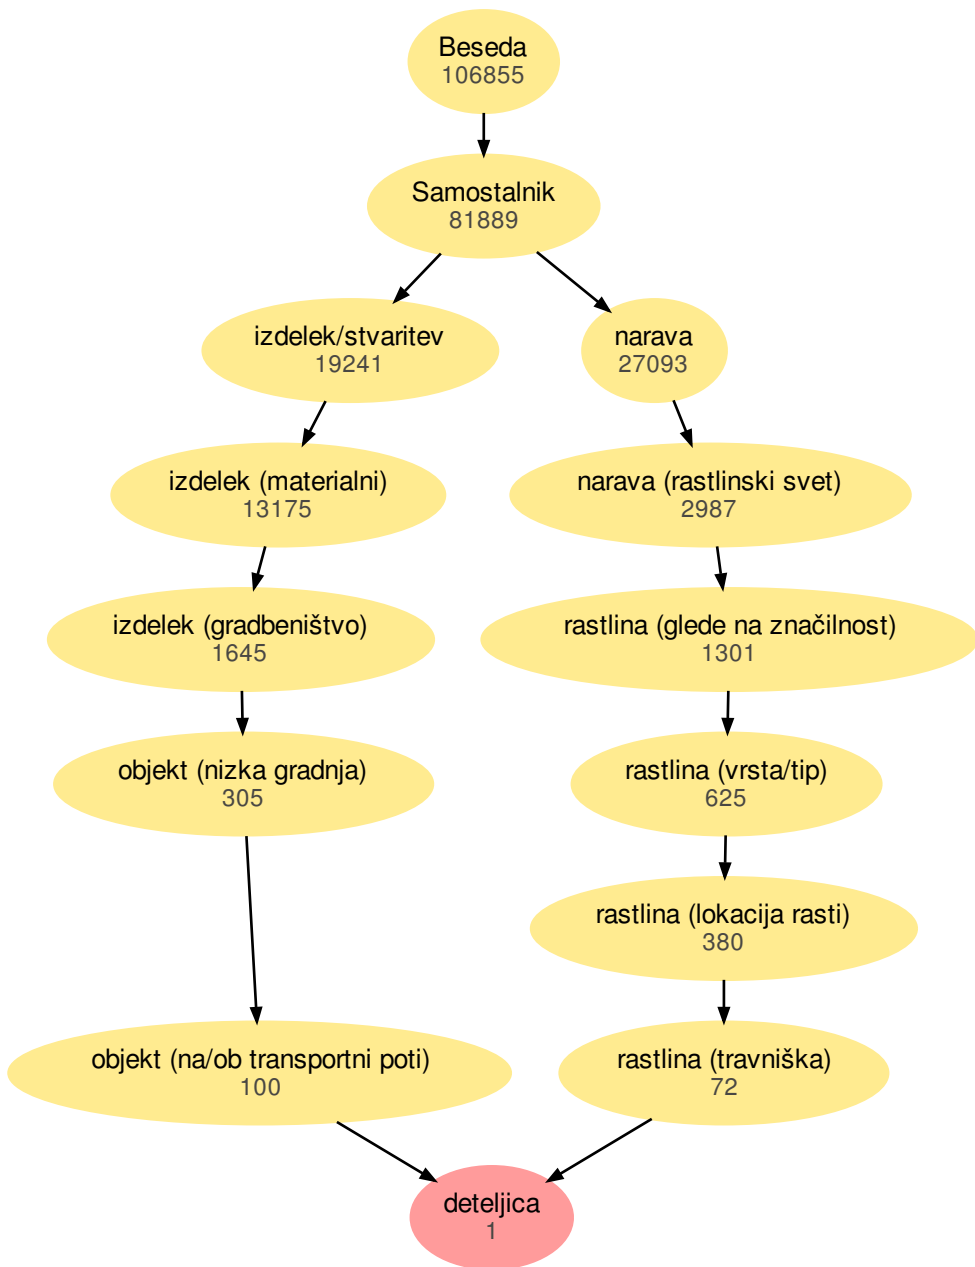 Beseda
106855
Samostalnik
81889
izdelek/stvaritev
19241
narava
27093
izdelek (materialni)
13175
narava (rastlinski svet)
2987
izdelek (gradbeništvo)
1645
rastlina (glede na značilnost)
1301
objekt (nizka gradnja)
305
rastlina (vrsta/tip)
625
rastlina (lokacija rasti)
380
objekt (na/ob transportni poti)
100
rastlina (travniška)
72
deteljica
1